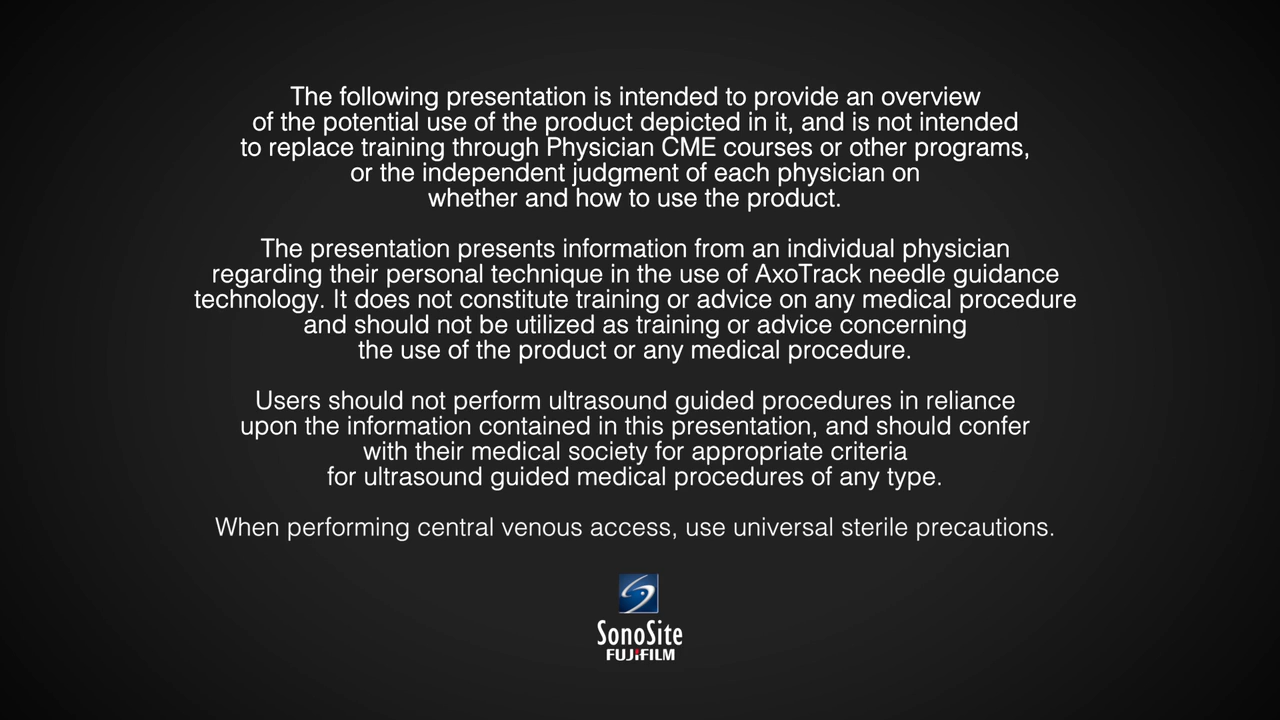 The following presentation is intended to provide an overview
of the potential use of the product depicted in it, and is not intended
to replace training through Physician CME courses or other programs,
or the independent judgment of each physician on
whether and how to use the product.
The presentation presents information from an individual physician
regarding their personal technique in the use of AxoTrack needle guidance
technology. It does not constitute training or advice on any medical procedure
and should not be utilized as training or advice concerning
the use of the product or any medical procedure.
Users should not perform ultrasound guided procedures in reliance
upon the information contained in this presentation, and should confer
with their medical society for appropriate criteria
for ultrasound guided medical procedures of any type.
When performing central venous access, use universal sterile precautions.
SonoSite
FUJIFILM